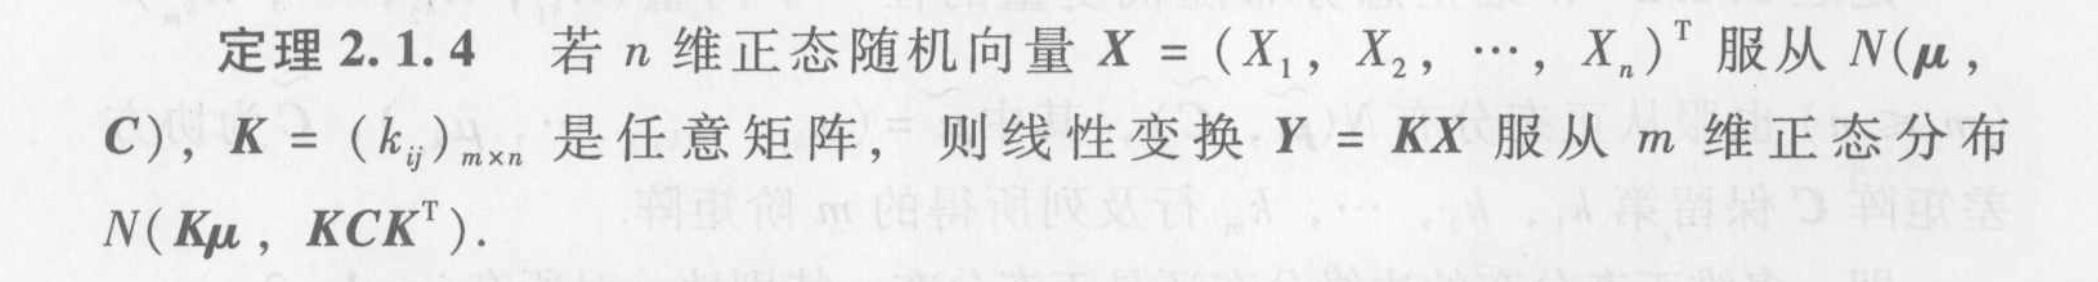 定理 2.1.4 若 n 维正态随机向量 X = (X₁, X₂, ⋯, Xₙ)ᵀ 服从 N(μ,
C), K = (kᵢⱼ)ₘ×ₙ 是任意矩阵, 则线性变换 Y = KX 服从 m 维正态分布
N(Kμ, KCKᵀ).